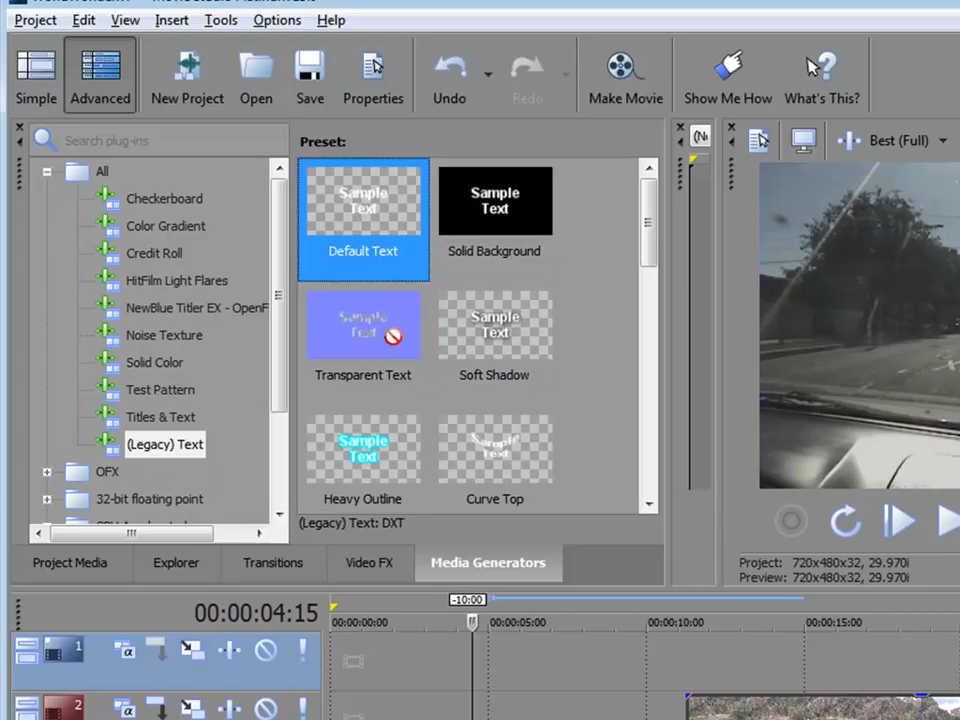 Project Edit View Insert Tools Options Help
Simple Advanced New Project Open Save Properties Undo Redo Make Movie Show Me How What's This?
Search plug-ins
All
Checkerboard
Color Gradient
Credit Roll
HitFilm Light Flares
NewBlue Titler EX - OpenF
Noise Texture
Solid Color
Test Pattern
Titles & Text
(Legacy) Text
OFX
32-bit floating point
Preset:
Sample
Text
Default Text
Sample
Text
Solid Background
Sample
Text
Transparent Text
Sample
Text
Soft Shadow
Sample
Text
Heavy Outline
Sample
Text
Curve Top
(Legacy) Text: DXT
Project Media Explorer Transitions Video FX Media Generators
(N
Best (Full)
Project: 720x480x32, 29.970i
Preview: 720x480x32, 29.970i
00:00:04:15
-10:00
00:00:00:00 00:00:05:00 00:00:10:00 00:00:15:00
1
2